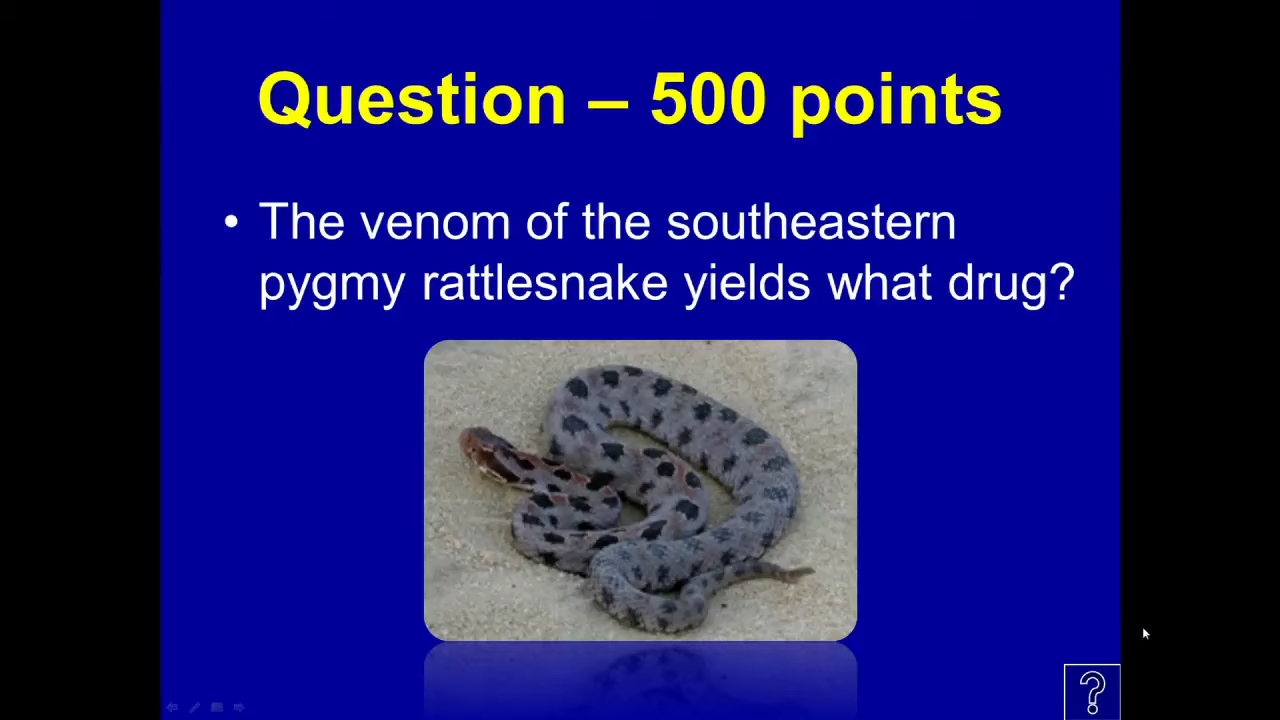 Question – 500 points
• The venom of the southeastern
pygmy rattlesnake yields what drug?
?